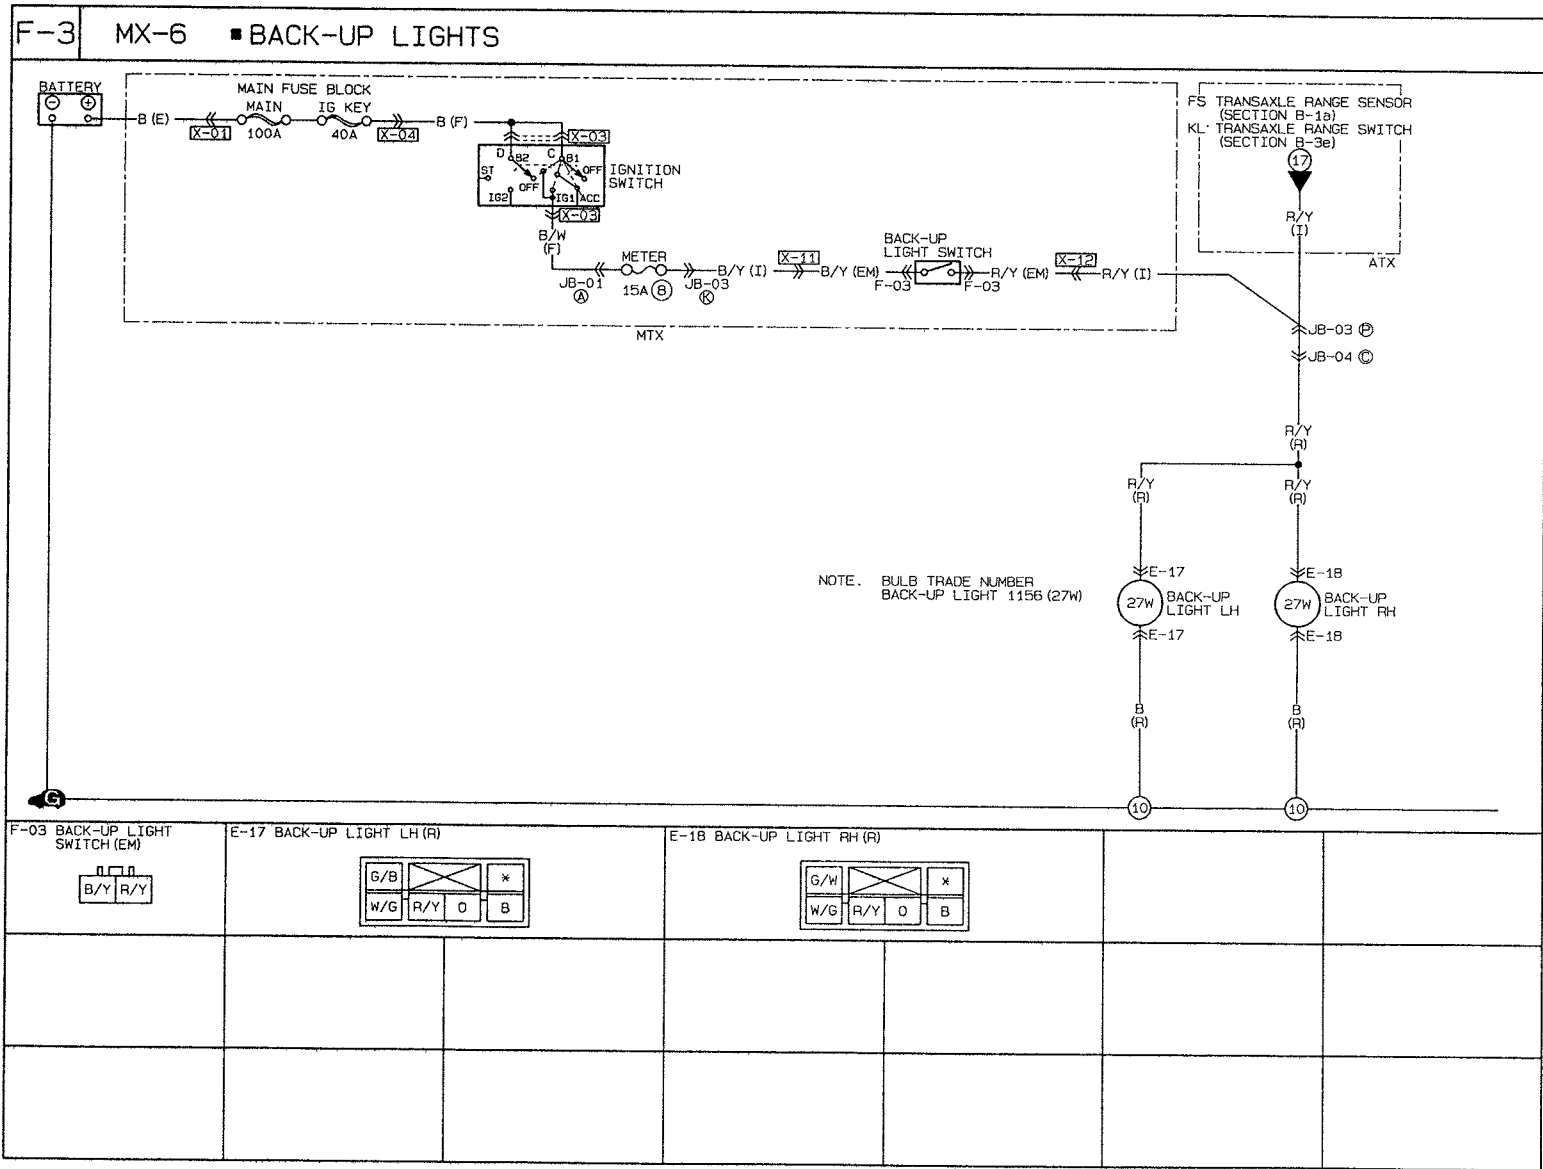 F-3 MX-6 ■BACK-UP LIGHTS
BATTERY
⊖ ⊕
B (E)
X-01
MAIN FUSE BLOCK
MAIN
100A
IG KEY
40A
X-04
B (F)
X-03
D B2 C B1
ST OFF OFF
IG2 IG1 ACC
IGNITION
SWITCH
X-03
B/W
(F)
JB-01
Ⓐ
METER
15A Ⓑ
JB-03
Ⓚ
B/Y (I)
X-11
B/Y (EM)
F-03
BACK-UP
LIGHT SWITCH
F-03
R/Y (EM)
X-12
R/Y (I)
MTX
FS TRANSAXLE RANGE SENSOR
(SECTION B-1a)
KL TRANSAXLE RANGE SWITCH
(SECTION B-3e)
17
R/Y
(I)
ATX
JB-03 Ⓟ
JB-04 Ⓒ
R/Y
(R)
R/Y
(R)
R/Y
(R)
NOTE. BULB TRADE NUMBER
BACK-UP LIGHT 1156 (27W)
E-17
27W
BACK-UP
LIGHT LH
E-17
E-18
27W
BACK-UP
LIGHT RH
E-18
B
(R)
B
(R)
G
10
10
F-03 BACK-UP LIGHT
SWITCH (EM)
B/Y R/Y
E-17 BACK-UP LIGHT LH (R)
G/B *
W/G R/Y O B
E-18 BACK-UP LIGHT RH (R)
G/W *
W/G R/Y O B